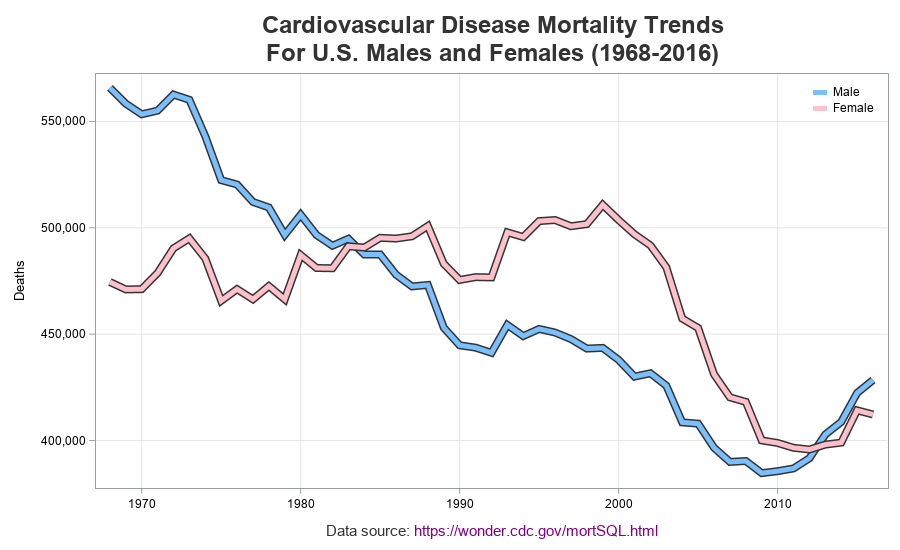 Cardiovascular Disease Mortality Trends
For U.S. Males and Females (1968-2016)
Male
Female
550,000
500,000
450,000
400,000
Deaths
1970 1980 1990 2000 2010
Data source: https://wonder.cdc.gov/mortSQL.html